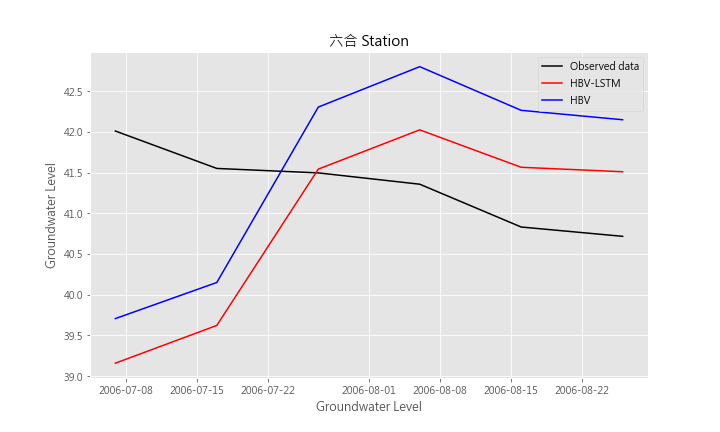 六合 Station
Observed data
HBV-LSTM
HBV
Groundwater Level
42.5
42.0
41.5
41.0
40.5
40.0
39.5
39.0
2006-07-08 2006-07-15 2006-07-22 2006-08-01 2006-08-08 2006-08-15 2006-08-22
Groundwater Level